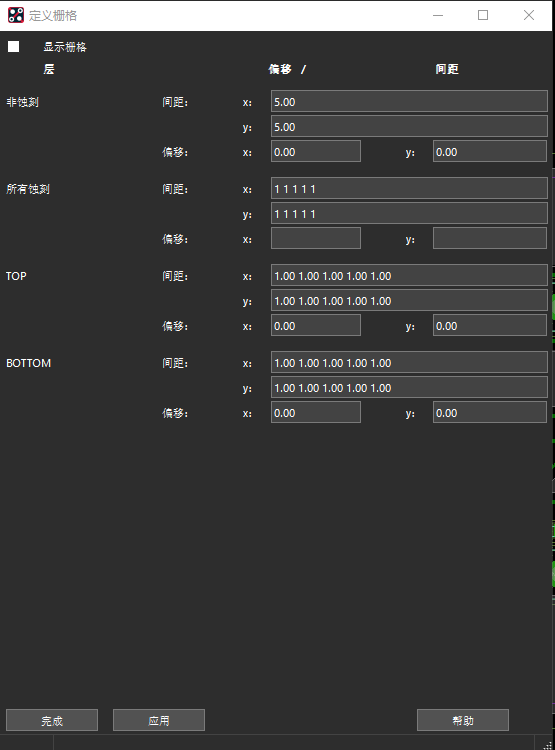 定义栅格
显示栅格
层 偏移 / 间距
非蚀刻 间距: x: 5.00
y: 5.00
偏移: x: 0.00 y: 0.00
所有蚀刻 间距: x: 1 1 1 1 1
y: 1 1 1 1 1
偏移: x: y:
TOP 间距: x: 1.00 1.00 1.00 1.00 1.00
y: 1.00 1.00 1.00 1.00 1.00
偏移: x: 0.00 y: 0.00
BOTTOM 间距: x: 1.00 1.00 1.00 1.00 1.00
y: 1.00 1.00 1.00 1.00 1.00
偏移: x: 0.00 y: 0.00
完成 应用 帮助